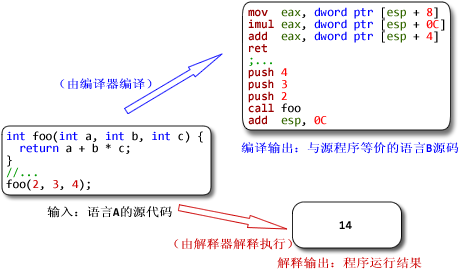 mov eax, dword ptr [esp + 8]
imul eax, dword ptr [esp + 0C]
add eax, dword ptr [esp + 4]
ret
;...
push 4
push 3
push 2
call foo
add esp, 0C
（由编译器编译）
编译输出：与源程序等价的语言B源码
int foo(int a, int b, int c) {
return a + b * c;
}
//...
foo(2, 3, 4);
输入：语言A的源代码
14
（由解释器解释执行）
解释输出：程序运行结果